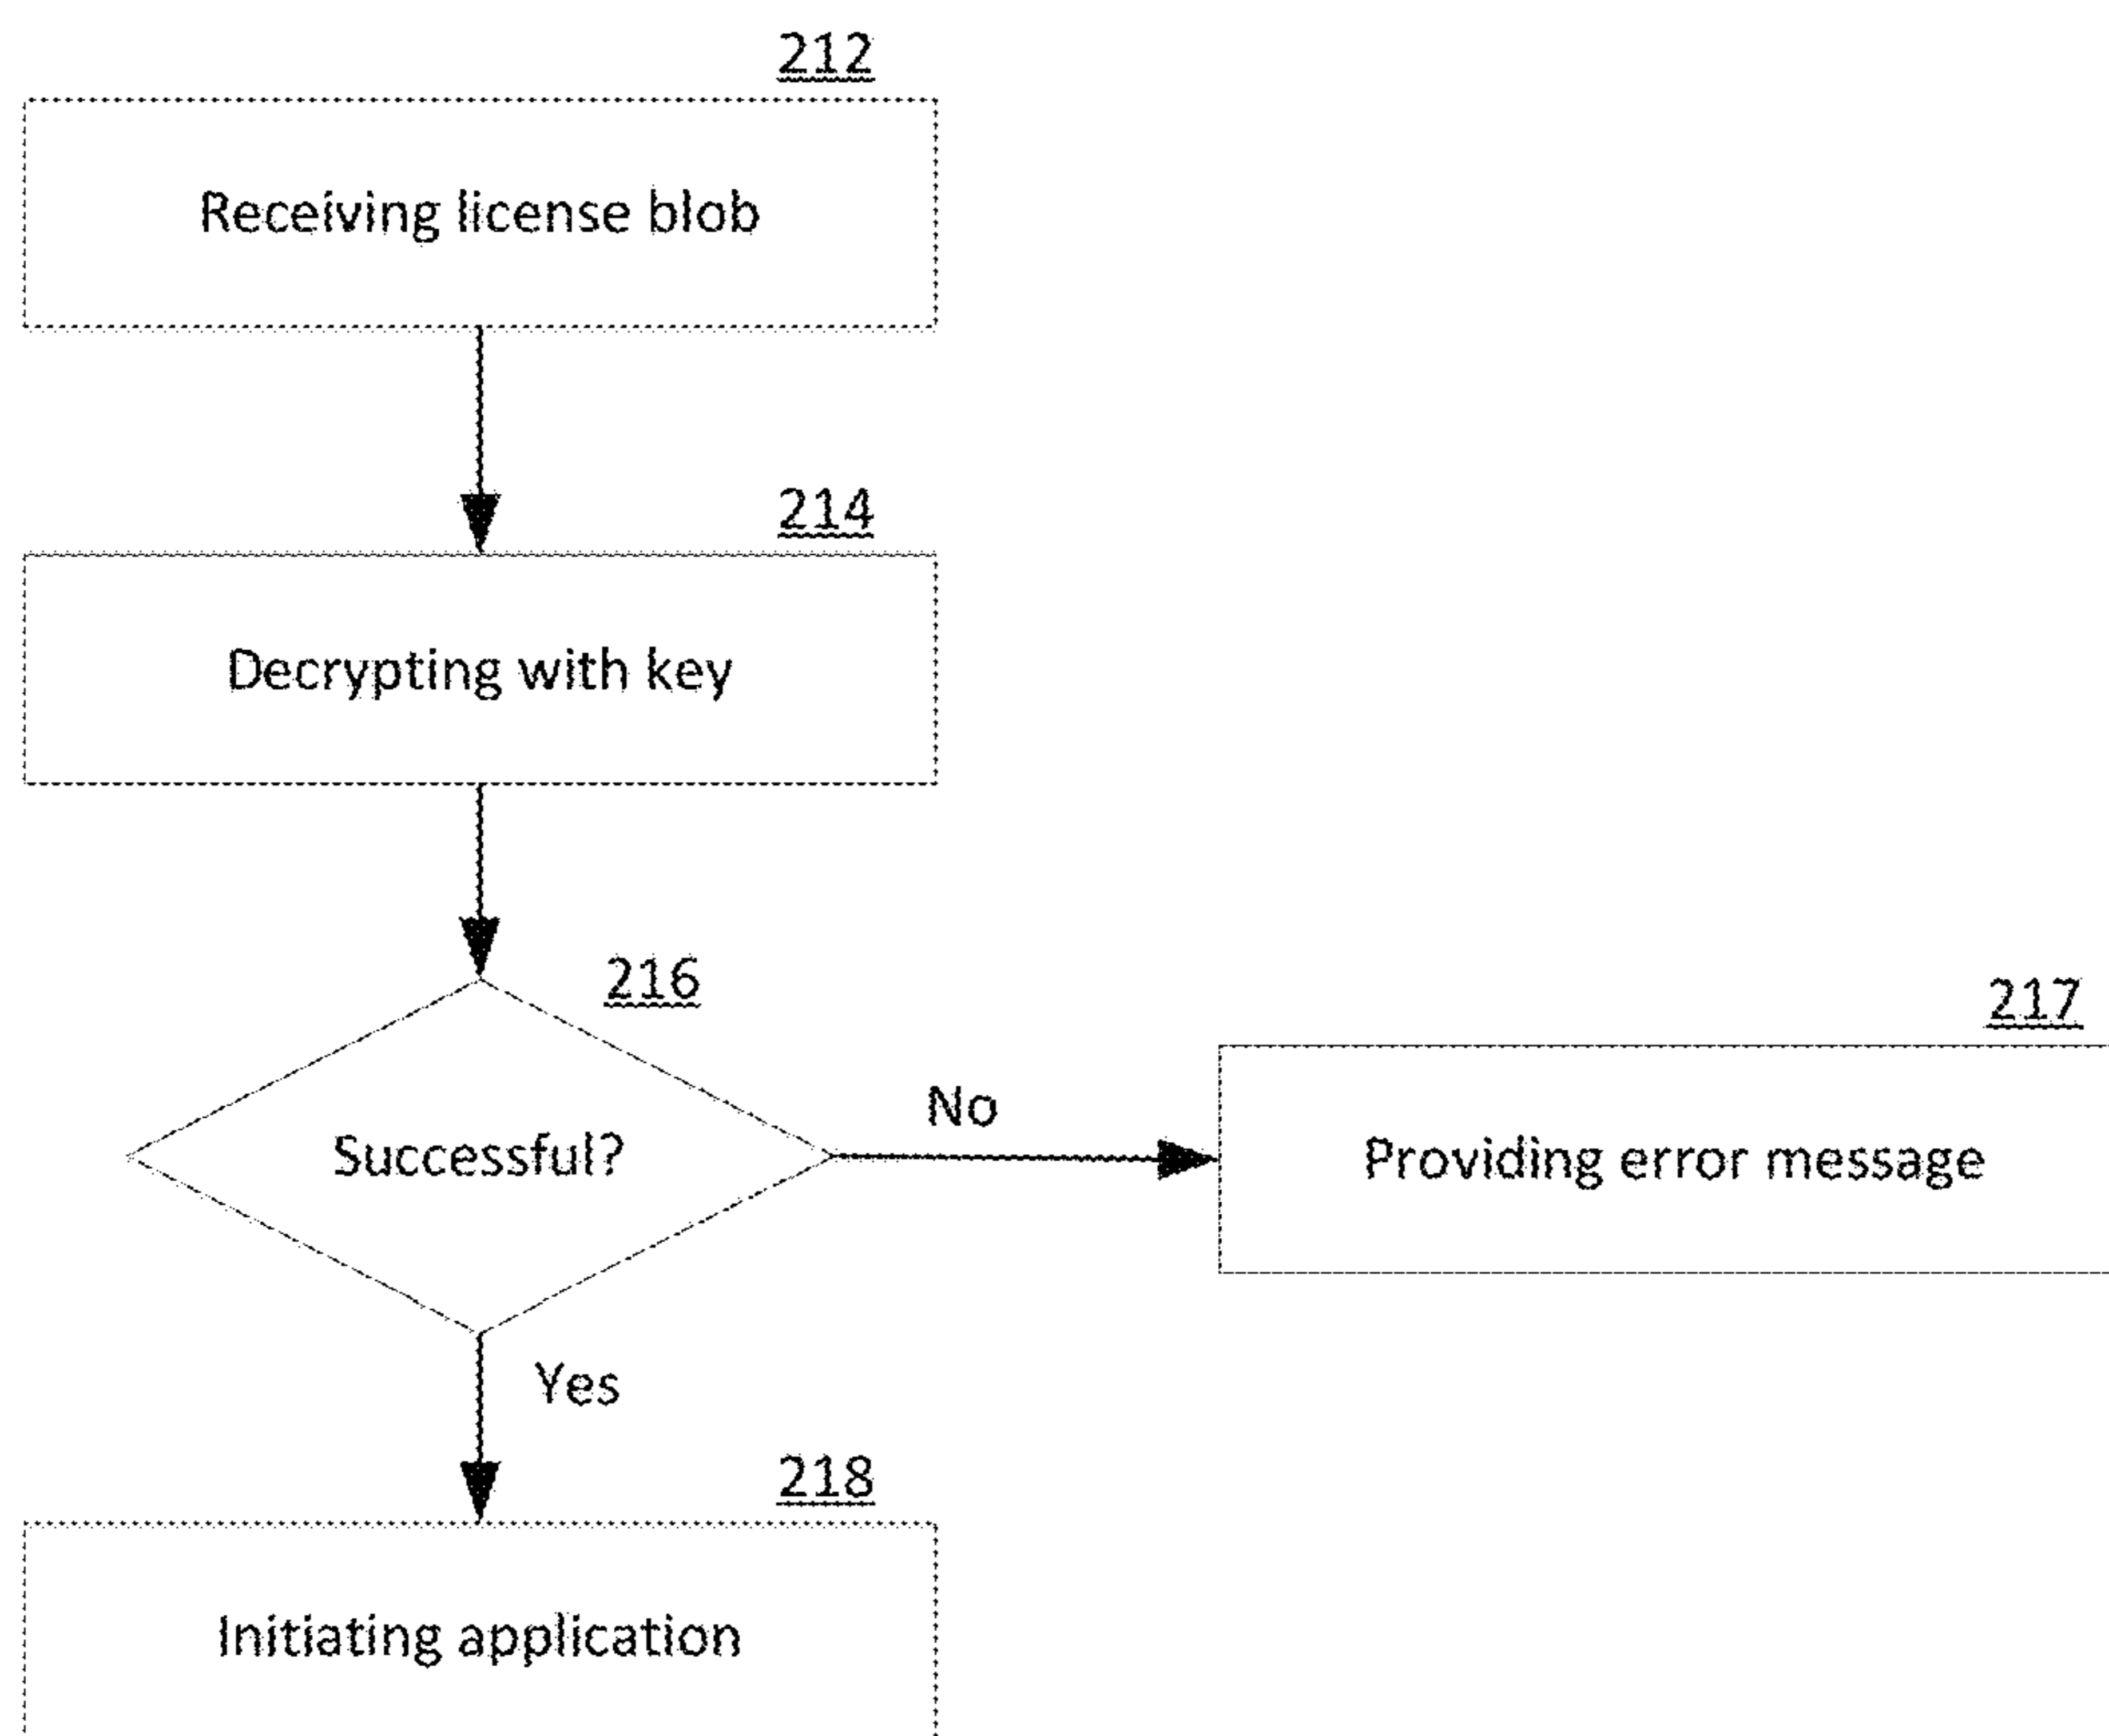 212
Receiving license blob
214
Decrypting with key
216
Successful?
No
217
Providing error message
Yes
218
Initiating application